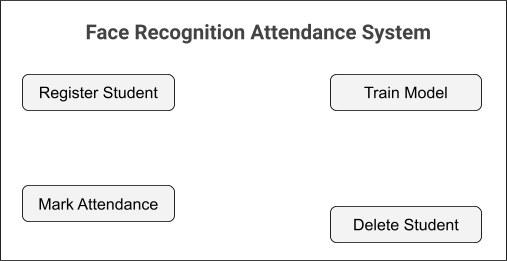 Face Recognition Attendance System
Register Student
Train Model
Mark Attendance
Delete Student